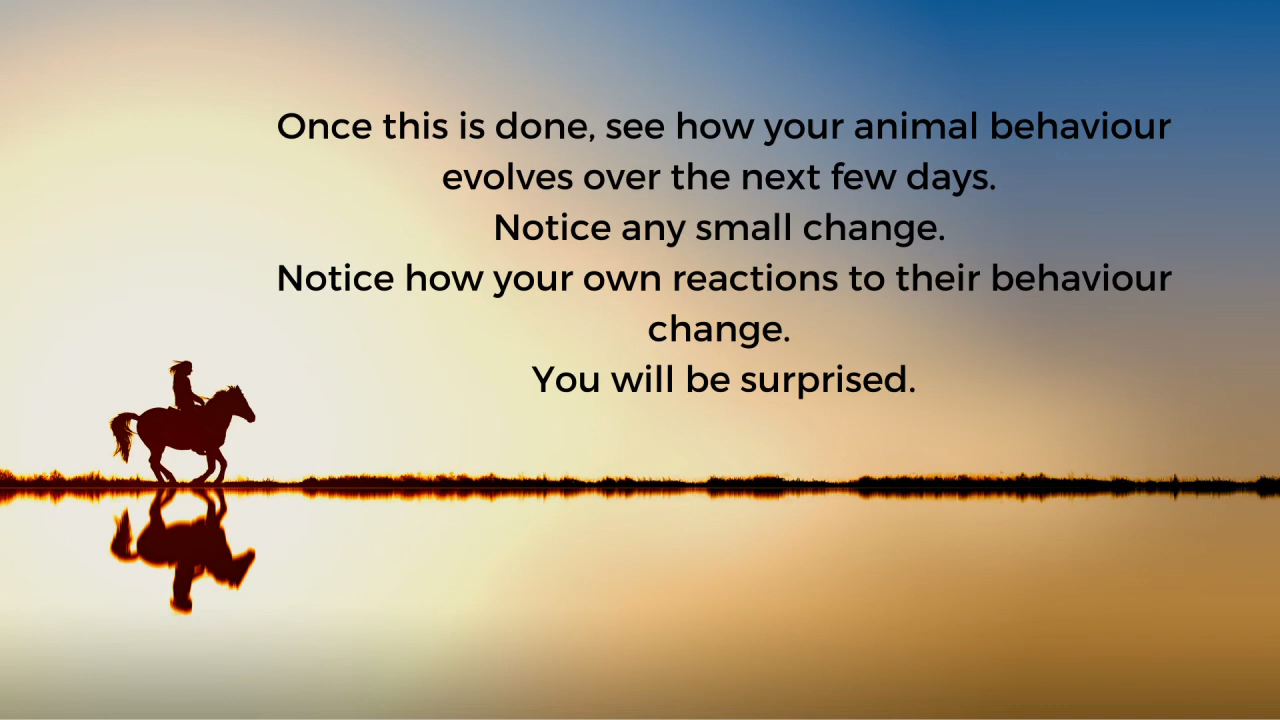 Once this is done, see how your animal behaviour
evolves over the next few days.
Notice any small change.
Notice how your own reactions to their behaviour
change.
You will be surprised.